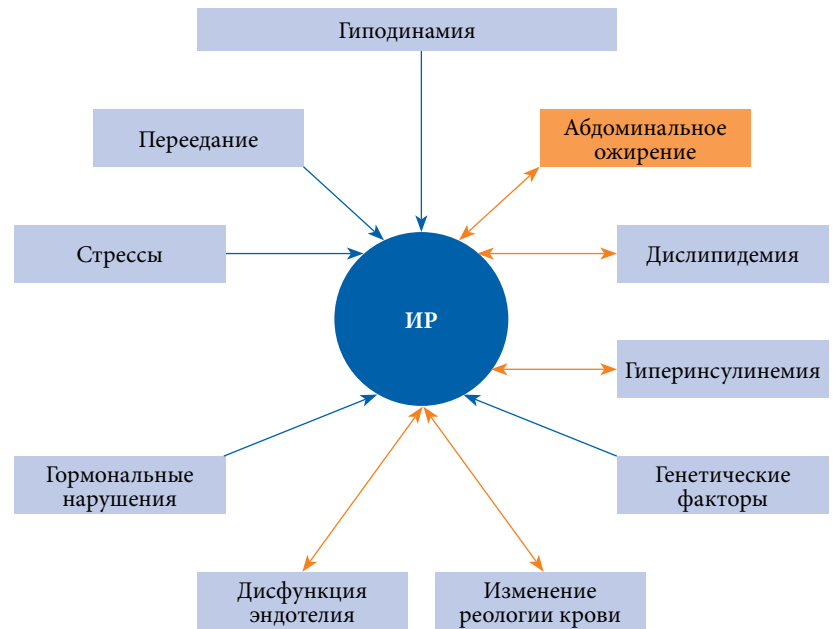 Гиподинамия
Переедание
Абдоминальное
ожирение
Стрессы
Дислипидемия
ИР
Гиперинсулинемия
Гормональные
нарушения
Генетические
факторы
Дисфункция
эндотелия
Изменение
реологии крови